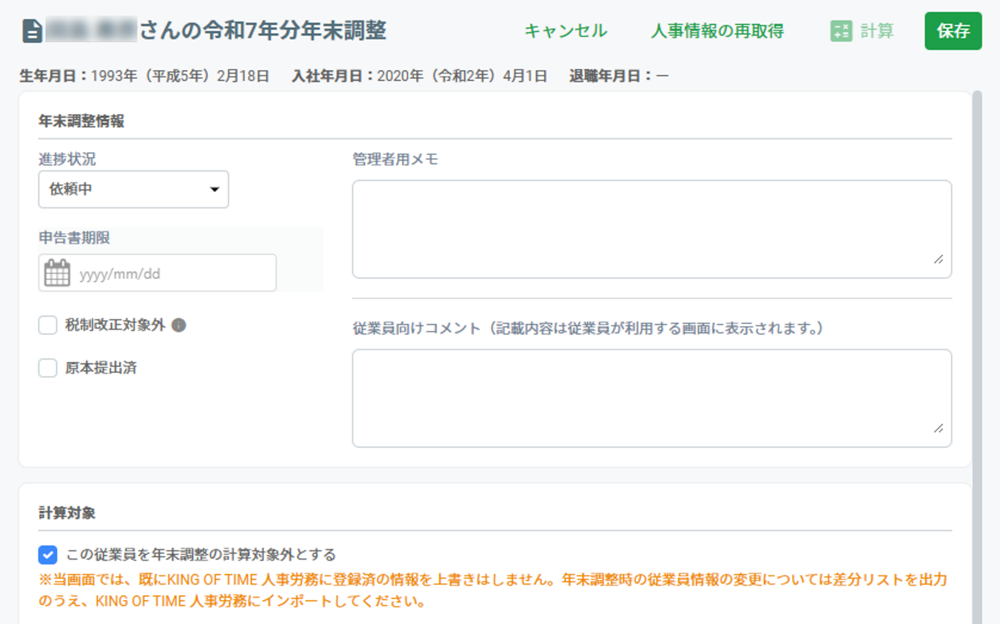 さんの令和7年分年末調整
キャンセル
人事情報の再取得
計算
保存
生年月日：1993年（平成5年）2月18日 入社年月日：2020年（令和2年）4月1日 退職年月日：—
年末調整情報
進捗状況
依頼中
申告書期限
yyyy/mm/dd
税制改正対象外
原本提出済
管理者用メモ
従業員向けコメント（記載内容は従業員が利用する画面に表示されます。）
計算対象
この従業員を年末調整の計算対象外とする
※当画面では、既にKING OF TIME 人事労務に登録済の情報を上書きはしません。年末調整時の従業員情報の変更については差分リストを出力
のうえ、KING OF TIME 人事労務にインポートしてください。